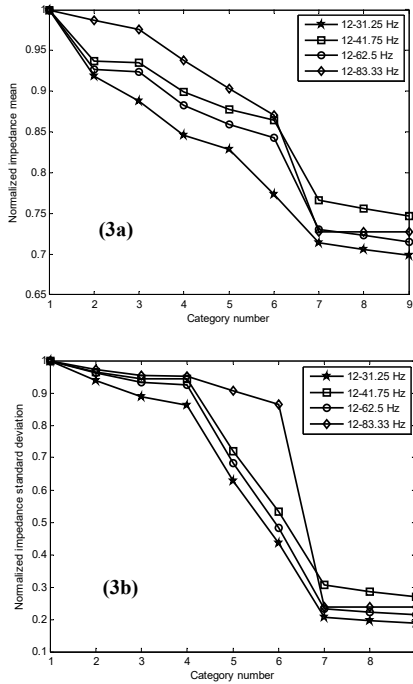 1
0.95
0.9
0.85
0.8
0.75
0.7
0.65
Normalized impedance mean
12-31.25 Hz
12-41.75 Hz
12-62.5 Hz
12-83.33 Hz
(3a)
1 2 3 4 5 6 7 8 9
Category number
1
0.9
0.8
0.7
0.6
0.5
0.4
0.3
0.2
0.1
Normalized impedance standard deviation
12-31.25 Hz
12-41.75 Hz
12-62.5 Hz
12-83.33 Hz
(3b)
1 2 3 4 5 6 7 8
Category number